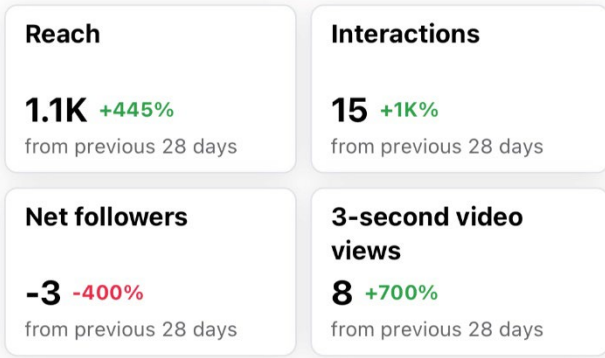 Reach
1.1K +445%
from previous 28 days
Interactions
15 +1K%
from previous 28 days
Net followers
-3 -400%
from previous 28 days
3-second video
views
8 +700%
from previous 28 days